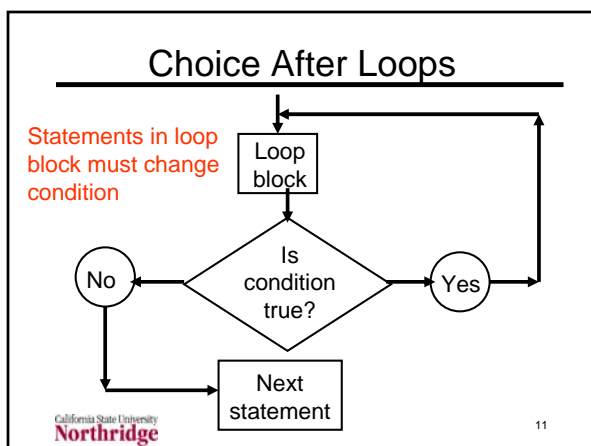 Choice After Loops
Statements in loop
block must change
condition
Loop
block
Is
condition
true?
No
Yes
Next
statement
California State University
Northridge
11